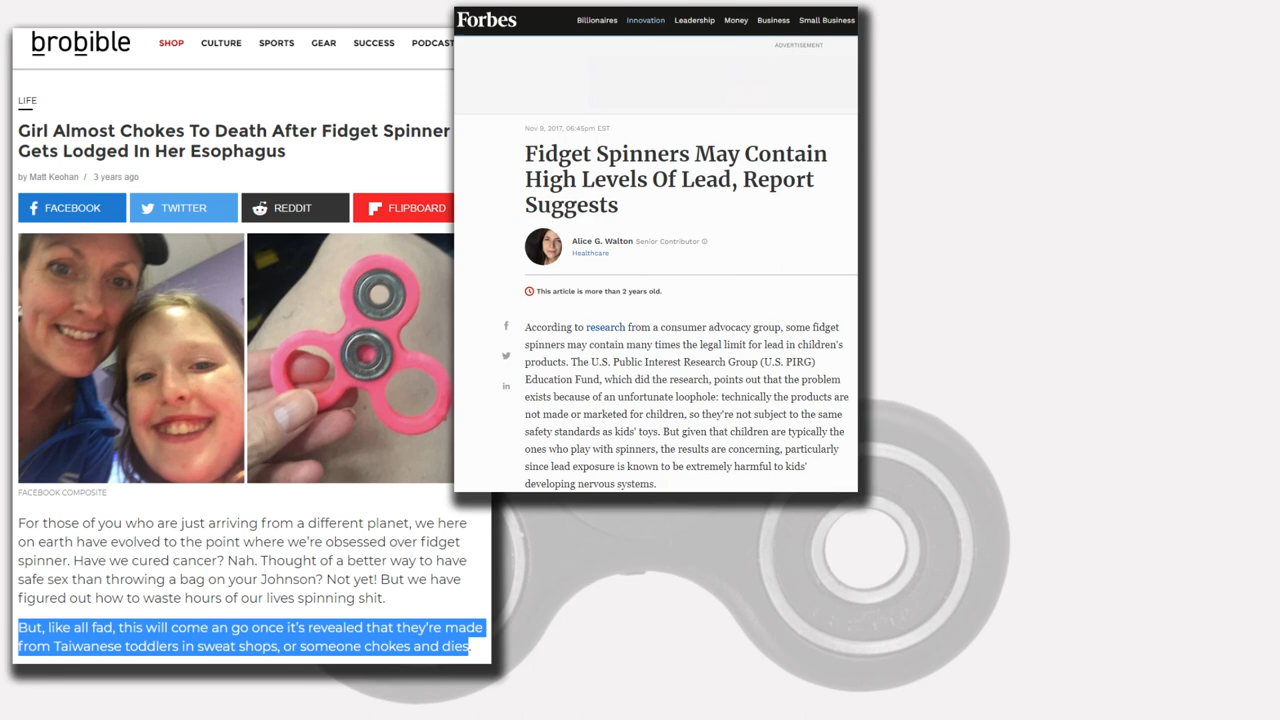 brobible
SHOP CULTURE SPORTS GEAR SUCCESS PODCAST
LIFE
Girl Almost Chokes To Death After Fidget Spinner
Gets Lodged In Her Esophagus
by Matt Keohan / 3 years ago
FACEBOOK TWITTER REDDIT FLIPBOARD
FACEBOOK COMPOSITE
For those of you who are just arriving from a different planet, we here
on earth have evolved to the point where we're obsessed over fidget
spinner. Have we cured cancer? Nah. Thought of a better way to have
safe sex than throwing a bag on your Johnson? Not yet! But we have
figured out how to waste hours of our lives spinning shit.
But, like all fad, this will come an go once it's revealed that they're made
from Taiwanese toddlers in sweat shops, or someone chokes and dies.
Forbes
Billionaires Innovation Leadership Money Business Small Business
ADVERTISEMENT
Nov 9, 2017, 06:45pm EST
Fidget Spinners May Contain
High Levels Of Lead, Report
Suggests
Alice G. Walton Senior Contributor
Healthcare
This article is more than 2 years old.
According to research from a consumer advocacy group, some fidget
spinners may contain many times the legal limit for lead in children's
products. The U.S. Public Interest Research Group (U.S. PIRG)
Education Fund, which did the research, points out that the problem
exists because of an unfortunate loophole: technically the products are
not made or marketed for children, so they're not subject to the same
safety standards as kids' toys. But given that children are typically the
ones who play with spinners, the results are concerning, particularly
since lead exposure is known to be extremely harmful to kids'
developing nervous systems.